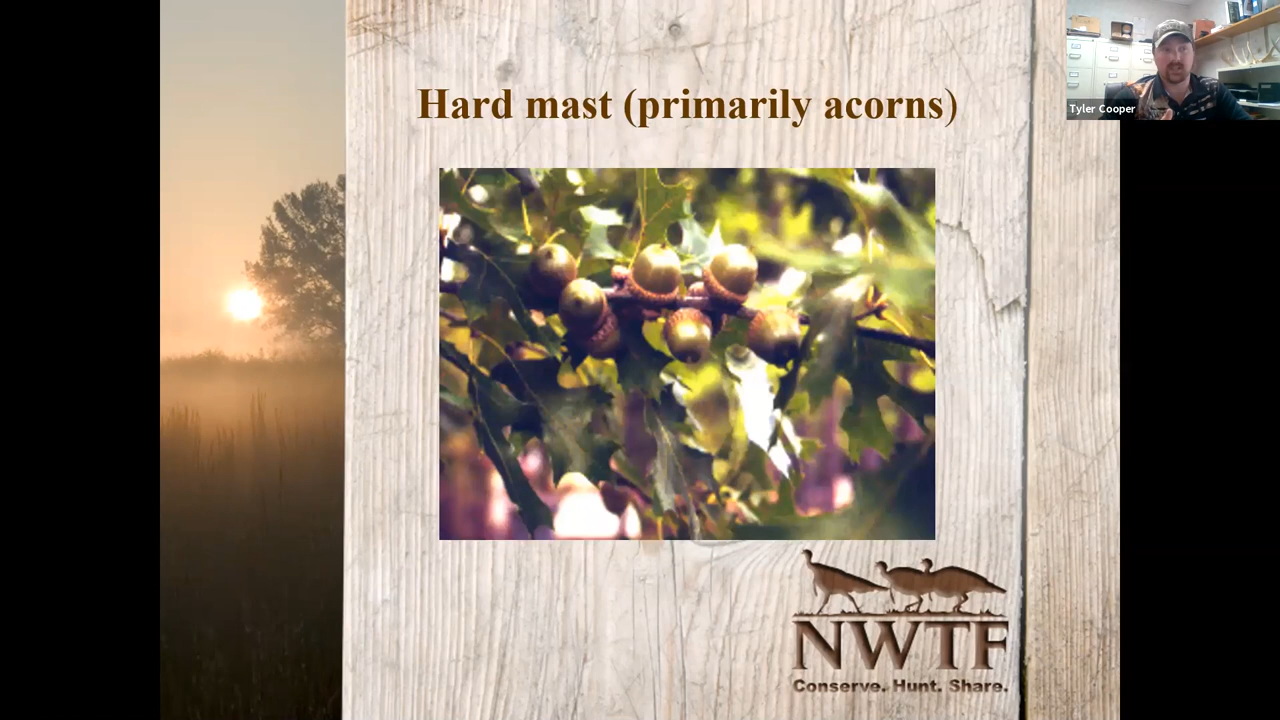 Hard mast (primarily acorns)
Tyler Cooper
NWTF
Conserve. Hunt. Share.